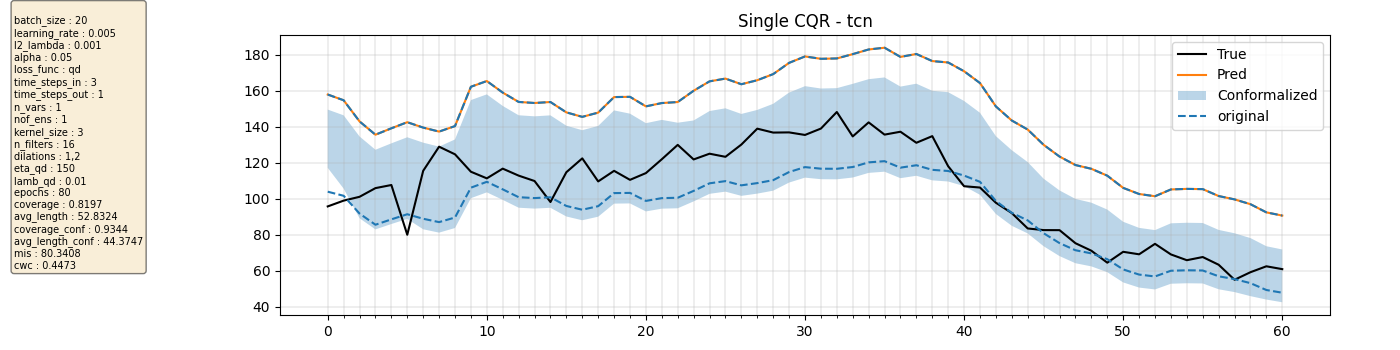 batch_size : 20
learning_rate : 0.005
l2_lambda : 0.001
alpha : 0.05
loss_func : qd
time_steps_in : 3
time_steps_out : 1
n_vars : 1
nof_ens : 1
kernel_size : 3
n_filters : 16
dilations : 1,2
eta_qd : 150
lamb_qd : 0.01
epochs : 80
coverage : 0.8197
avg_length : 52.8324
coverage_conf : 0.9344
avg_length_conf : 44.3747
mis : 80.3408
cwc : 0.4473
Single CQR - tcn
180
160
140
120
100
80
60
40
0 10 20 30 40 50 60
True
Pred
Conformalized
original